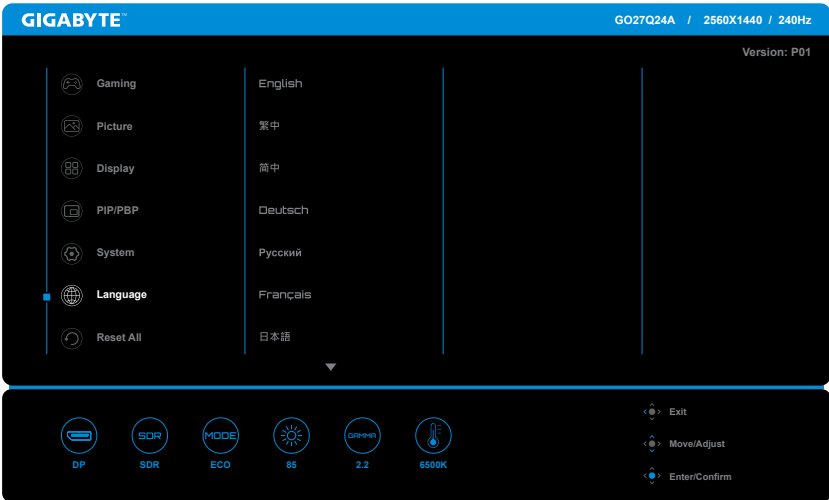 GIGABYTE™
GO27Q24A / 2560X1440 / 240Hz
Version: P01
Gaming
Picture
Display
PIP/PBP
System
Language
Reset All
English
繁中
简中
Deutsch
Русский
Français
日本語
SDR
MODE
GAMMA
DP
SDR
ECO
85
2.2
6500K
Exit
Move/Adjust
Enter/Confirm